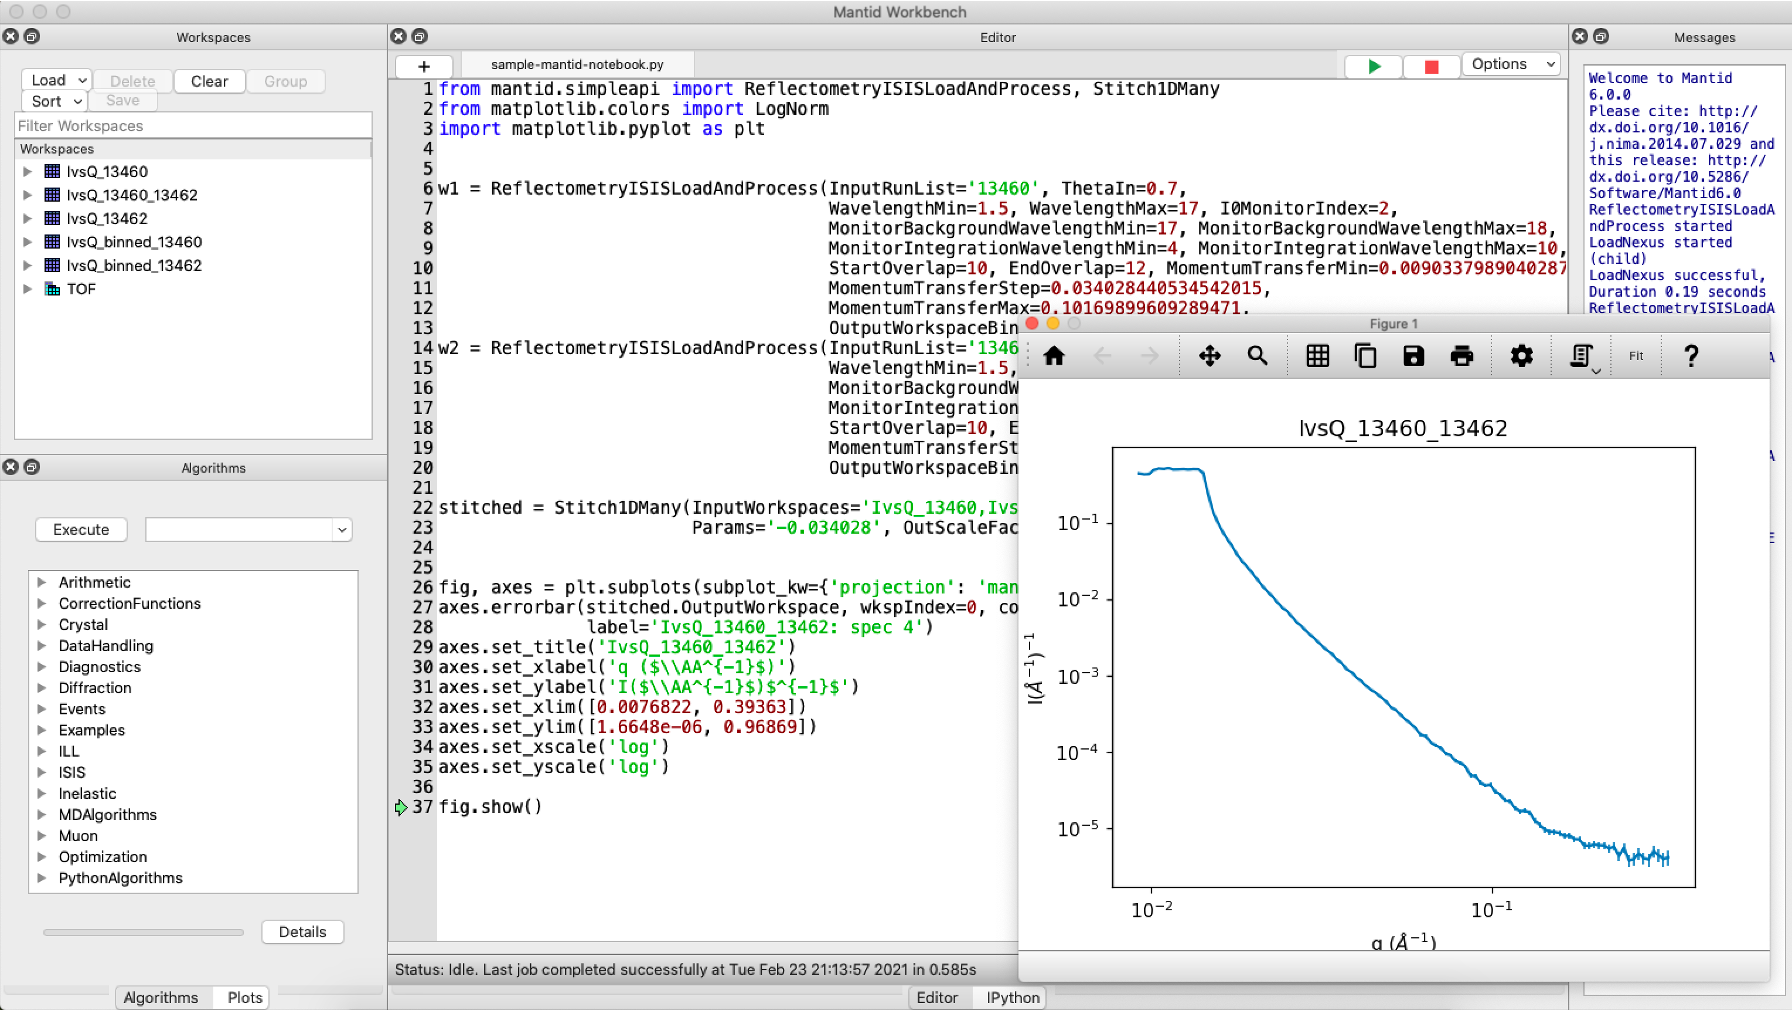 Mantid Workbench
Workspaces
Load
Delete
Clear
Group
Sort
Save
Filter Workspaces
Workspaces
IvsQ_13460
IvsQ_13460_13462
IvsQ_13462
IvsQ_binned_13460
IvsQ_binned_13462
TOF
Algorithms
Execute
Arithmetic
CorrectionFunctions
Crystal
DataHandling
Diagnostics
Diffraction
Events
Examples
ILL
ISIS
Inelastic
MDAlgorithms
Muon
Optimization
PythonAlgorithms
Details
Algorithms
Plots
Editor
+
sample-mantid-notebook.py
Options
1 from mantid.simpleapi import ReflectometryISISLoadAndProcess, Stitch1DMany
2 from matplotlib.colors import LogNorm
3 import matplotlib.pyplot as plt
4
5
6 w1 = ReflectometryISISLoadAndProcess(InputRunList='13460', ThetaIn=0.7,
7 WavelengthMin=1.5, WavelengthMax=17, I0MonitorIndex=2,
8 MonitorBackgroundWavelengthMin=17, MonitorBackgroundWavelengthMax=18,
9 MonitorIntegrationWavelengthMin=4, MonitorIntegrationWavelengthMax=10,
10 StartOverlap=10, EndOverlap=12, MomentumTransferMin=0.0090337989040287
11 MomentumTransferStep=0.034028440534542015,
12 MomentumTransferMax=0.10169899609289471,
13 OutputWorkspaceBin
14 w2 = ReflectometryISISLoadAndProcess(InputRunList='1346
15 WavelengthMin=1.5,
16 MonitorBackgroundW
17 MonitorIntegration
18 StartOverlap=10, E
19 MomentumTransferSt
20 OutputWorkspaceBin
21
22 stitched = Stitch1DMany(InputWorkspaces='IvsQ_13460,Ivs
23 Params='-0.034028', OutScaleFac
24
25
26 fig, axes = plt.subplots(subplot_kw={'projection': 'man
27 axes.errorbar(stitched.OutputWorkspace, wkspIndex=0, co
28 label='IvsQ_13460_13462: spec 4')
29 axes.set_title('IvsQ_13460_13462')
30 axes.set_xlabel('q ($\\AA^{-1}$)')
31 axes.set_ylabel('I($\\AA^{-1}$)$^{-1}$')
32 axes.set_xlim([0.0076822, 0.39363])
33 axes.set_ylim([1.6648e-06, 0.96869])
34 axes.set_xscale('log')
35 axes.set_yscale('log')
36
37 fig.show()
Status: Idle. Last job completed successfully at Tue Feb 23 21:13:57 2021 in 0.585s
Editor
IPython
Messages
Welcome to Mantid
6.0.0
Please cite: http://
dx.doi.org/10.1016/
j.nima.2014.07.029 and
this release: http://
dx.doi.org/10.5286/
Software/Mantid6.0
ReflectometryISISLoadA
ndProcess started
LoadNexus started
(child)
LoadNexus successful,
Duration 0.19 seconds
ReflectometryISISLoadA
A
A
E
Figure 1
Fit
?
IvsQ_13460_13462
10⁻¹
10⁻²
10⁻³
10⁻⁴
10⁻⁵
I(Å⁻¹)⁻¹
10⁻²
10⁻¹
q (Å⁻¹)